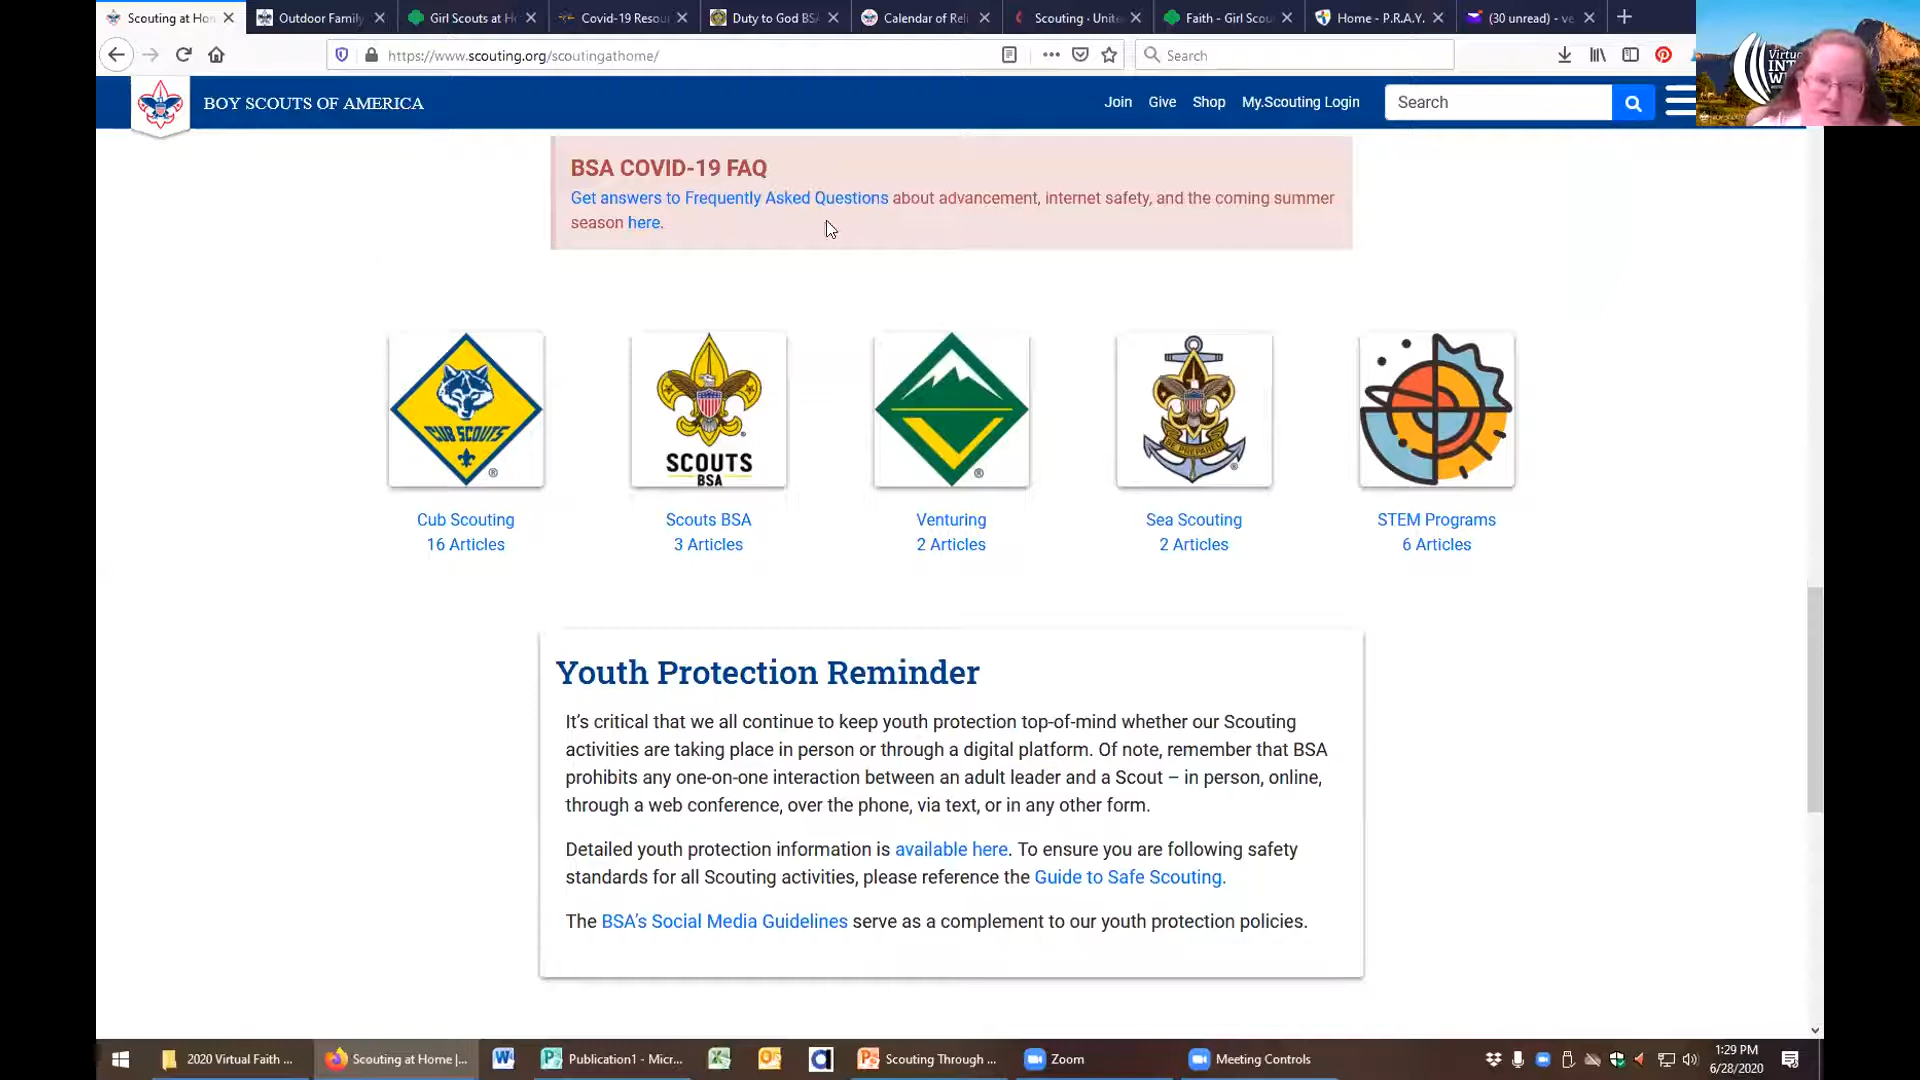 Scouting at Hom
Outdoor Family
Girl Scouts at H
Covid-19 Resou
Duty to God BSA
Calendar of Reli
Scouting · Unite
Faith - Girl Scou
Home - P.R.A.Y.
(30 unread) - ve
https://www.scouting.org/scoutingathome/
Search
BOY SCOUTS OF AMERICA
Join
Give
Shop
My.Scouting Login
Search
BSA COVID-19 FAQ
Get answers to Frequently Asked Questions about advancement, internet safety, and the coming summer
season here.
CUB SCOUTS
®
SCOUTS
BSA
®
BE PREPARED
®
Cub Scouting
16 Articles
Scouts BSA
3 Articles
Venturing
2 Articles
Sea Scouting
2 Articles
STEM Programs
6 Articles
Youth Protection Reminder
It's critical that we all continue to keep youth protection top-of-mind whether our Scouting
activities are taking place in person or through a digital platform. Of note, remember that BSA
prohibits any one-on-one interaction between an adult leader and a Scout – in person, online,
through a web conference, over the phone, via text, or in any other form.
Detailed youth protection information is available here. To ensure you are following safety
standards for all Scouting activities, please reference the Guide to Safe Scouting.
The BSA's Social Media Guidelines serve as a complement to our youth protection policies.
2020 Virtual Faith ...
Scouting at Home |...
Publication1 - Micr...
Scouting Through ...
Zoom
Meeting Controls
1:29 PM
6/28/2020